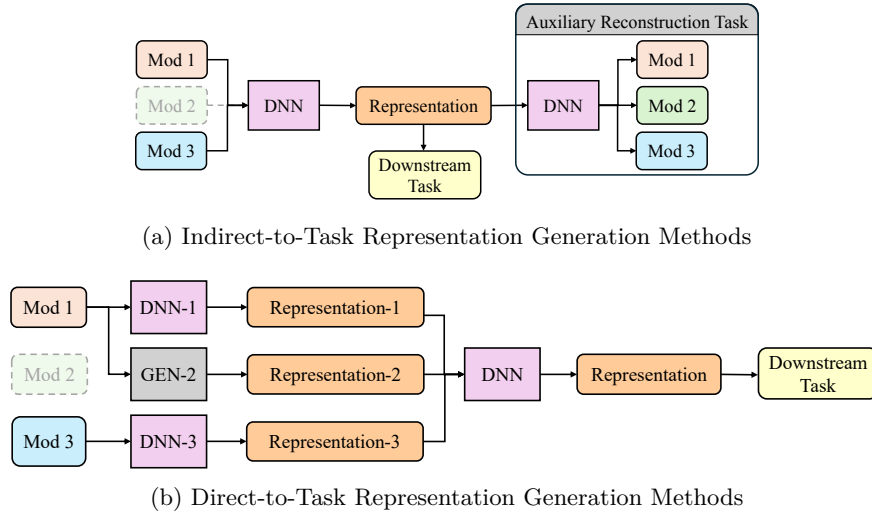 Auxiliary Reconstruction Task
Mod 1
Mod 2
Mod 3
DNN
Representation
Downstream
Task
DNN
Mod 1
Mod 2
Mod 3
(a) Indirect-to-Task Representation Generation Methods
Mod 1
DNN-1
Representation-1
Mod 2
GEN-2
Representation-2
Mod 3
DNN-3
Representation-3
DNN
Representation
Downstream
Task
(b) Direct-to-Task Representation Generation Methods